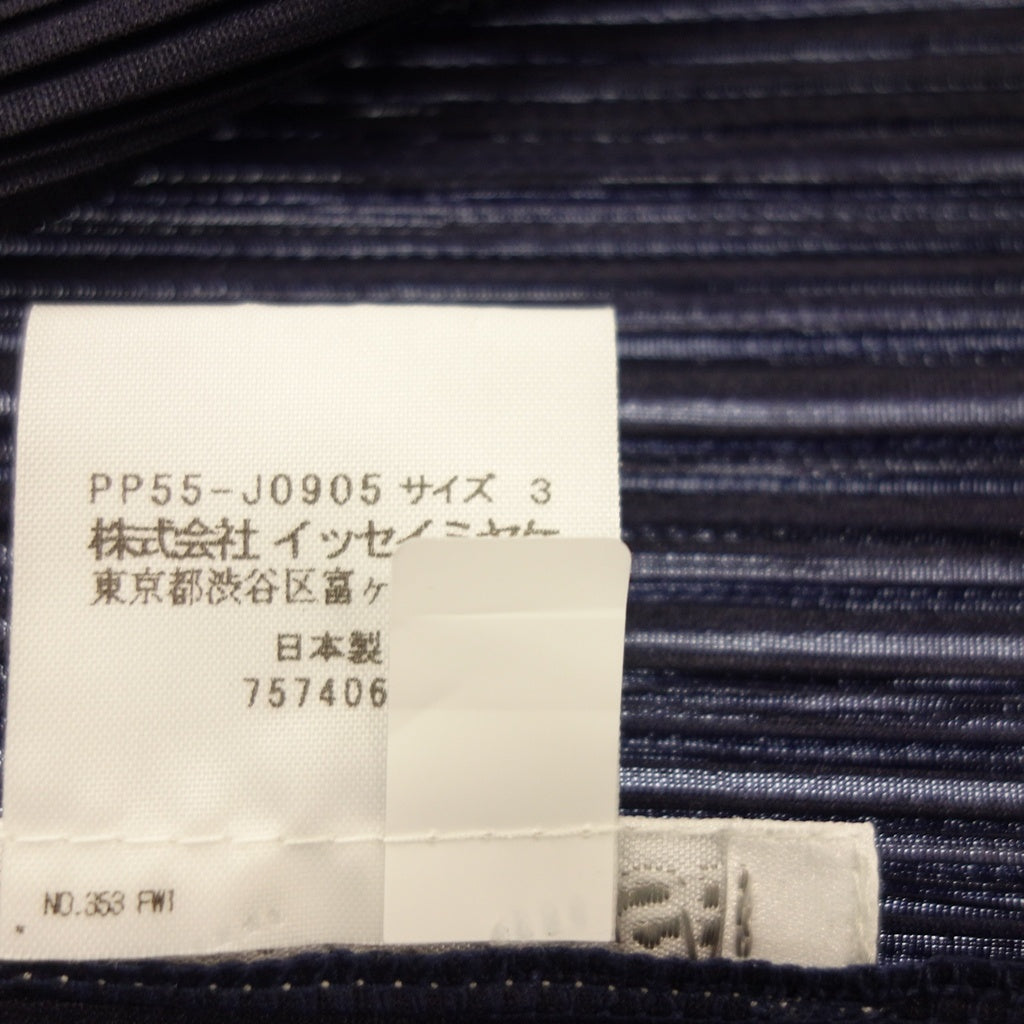 PP55-J0905 サイズ 3
株式会社 イッセイミヤケ
東京都渋谷区富ヶ
日本製
757406
NO.353 FW1